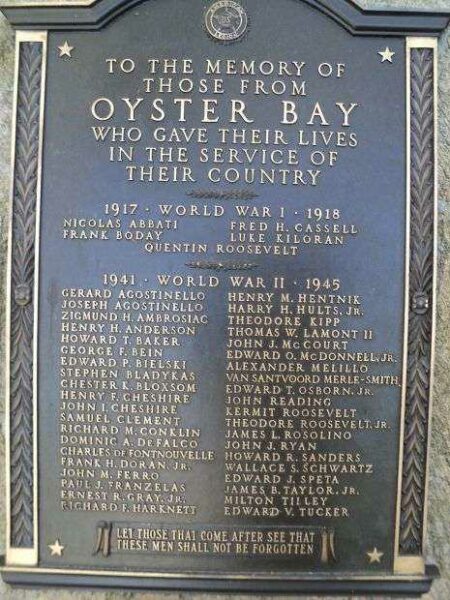 TO THE MEMORY OF
THOSE FROM
OYSTER BAY
WHO GAVE THEIR LIVES
IN THE SERVICE OF
THEIR COUNTRY
1917 · WORLD WAR I · 1918
NICOLAS ABBATI FRED H. CASSELL
FRANK BODAY LUKE KILORAN
QUENTIN ROOSEVELT
1941 · WORLD WAR II · 1945
GERARD AGOSTINELLO HENRY M. HENTNIK
JOSEPH AGOSTINELLO HARRY H. HULTS, JR.
ZIGMUND H. AMBROSIAC THEODORE KIPP
HENRY H. ANDERSON THOMAS W. LAMONT II
HOWARD T. BAKER JOHN J. MCCOURT
GEORGE F. BEIN EDWARD O. MCDONNELL, JR.
EDWARD P. BIELSKI ALEXANDER MELILLO
STEPHEN BLADYKAS VAN SANTVOORD MERLE-SMITH
CHESTER K. BLOXSOM EDWARD T. OSBORN, JR.
HENRY F. CHESHIRE JOHN READING
JOHN I. CHESHIRE KERMIT ROOSEVELT
SAMUEL CLEMENT THEODORE ROOSEVELT, JR.
RICHARD M. CONKLIN JAMES L. ROSOLINO
DOMINIC A. DEFALCO JOHN J. RYAN
CHARLES DE FONTNOUVELLE HOWARD R. SANDERS
FRANK H. DORAN, JR. WALLACE S. SCHWARTZ
JOHN M. FERRO EDWARD J. SPETA
PAUL J. FRANZELAS JAMES B. TAYLOR, JR.
ERNEST R. GRAY, JR. MILTON TILLEY
RICHARD F. HARKNETT EDWARD V. TUCKER
LET THOSE THAT COME AFTER SEE THAT
THESE MEN SHALL NOT BE FORGOTTEN